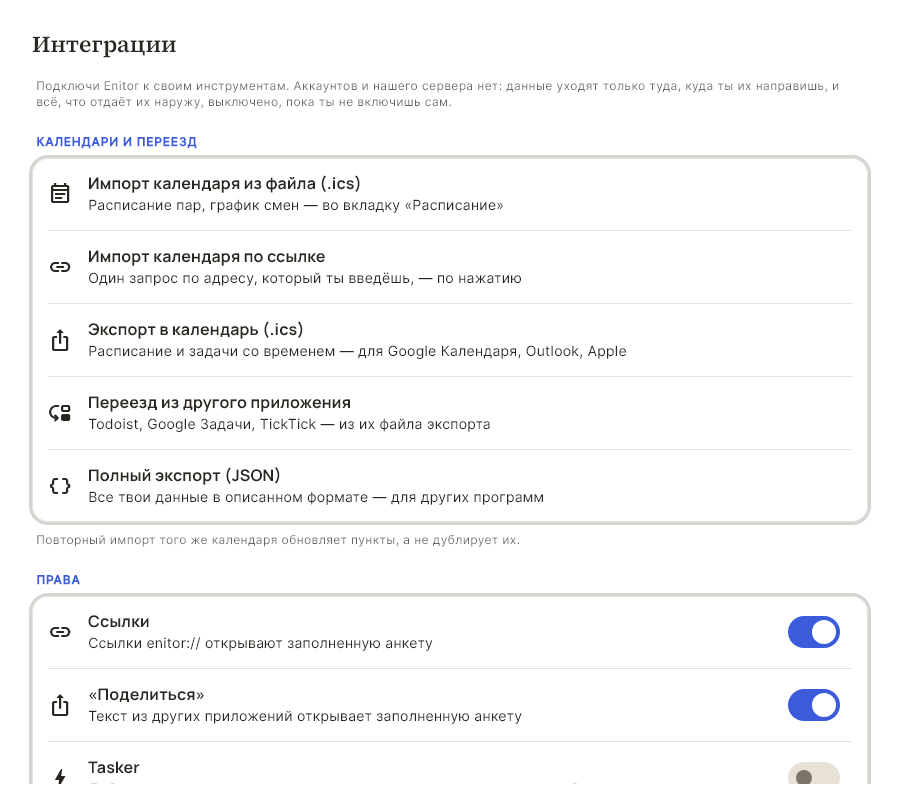 Интеграции
Подключи Enitor к своим инструментам. Аккаунтов и нашего сервера нет: данные уходят только туда, куда ты их направишь, и
всё, что отдаёт их наружу, выключено, пока ты не включишь сам.
КАЛЕНДАРИ И ПЕРЕЕЗД
Импорт календаря из файла (.ics)
Расписание пар, график смен — во вкладку «Расписание»
Импорт календаря по ссылке
Один запрос по адресу, который ты введёшь, — по нажатию
Экспорт в календарь (.ics)
Расписание и задачи со временем — для Google Календаря, Outlook, Apple
Переезд из другого приложения
Todoist, Google Задачи, TickTick — из их файла экспорта
Полный экспорт (JSON)
Все твои данные в описанном формате — для других программ
Повторный импорт того же календаря обновляет пункты, а не дублирует их.
ПРАВА
Ссылки
Ссылки enitor:// открывают заполненную анкету
«Поделиться»
Текст из других приложений открывает заполненную анкету
Tasker